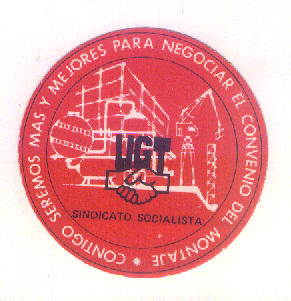 CONTIGO SEREMOS MAS Y MEJORES PARA NEGOCIAR EL CONVENIO DEL MONTAJE *
UGT
SINDICATO SOCIALISTA